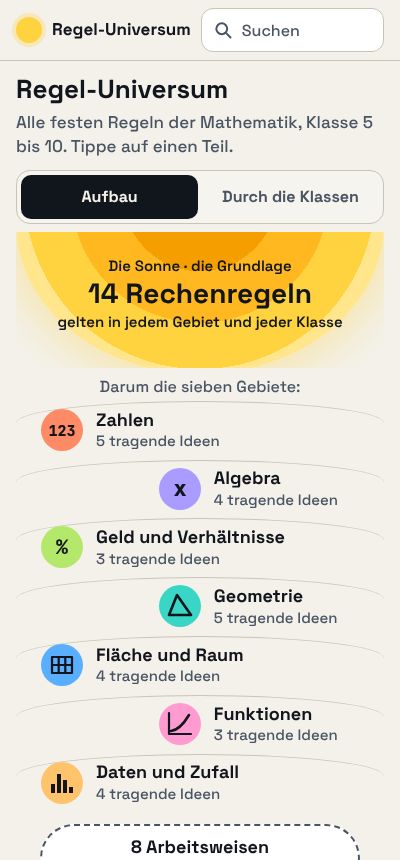 Regel-Universum
Suchen
Regel-Universum
Alle festen Regeln der Mathematik, Klasse 5
bis 10. Tippe auf einen Teil.
Aufbau
Durch die Klassen
Die Sonne · die Grundlage
14 Rechenregeln
gelten in jedem Gebiet und jeder Klasse
Darum die sieben Gebiete:
123
Zahlen
5 tragende Ideen
x
Algebra
4 tragende Ideen
%
Geld und Verhältnisse
3 tragende Ideen
Geometrie
5 tragende Ideen
Fläche und Raum
4 tragende Ideen
Funktionen
3 tragende Ideen
Daten und Zufall
4 tragende Ideen
8 Arbeitsweisen